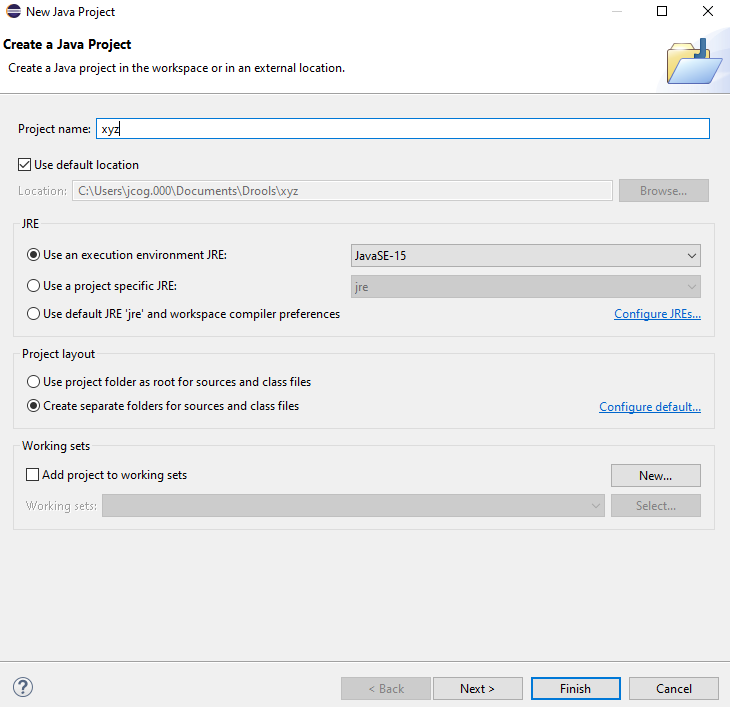 New Java Project
Create a Java Project
Create a Java project in the workspace or in an external location.
Project name: xyz
Use default location
Location: C:\Users\jcog.000\Documents\Drools\xyz Browse...
JRE
Use an execution environment JRE: JavaSE-15
Use a project specific JRE: jre
Use default JRE 'jre' and workspace compiler preferences Configure JREs...
Project layout
Use project folder as root for sources and class files
Create separate folders for sources and class files Configure default...
Working sets
Add project to working sets New...
Working sets: Select...
? < Back Next > Finish Cancel